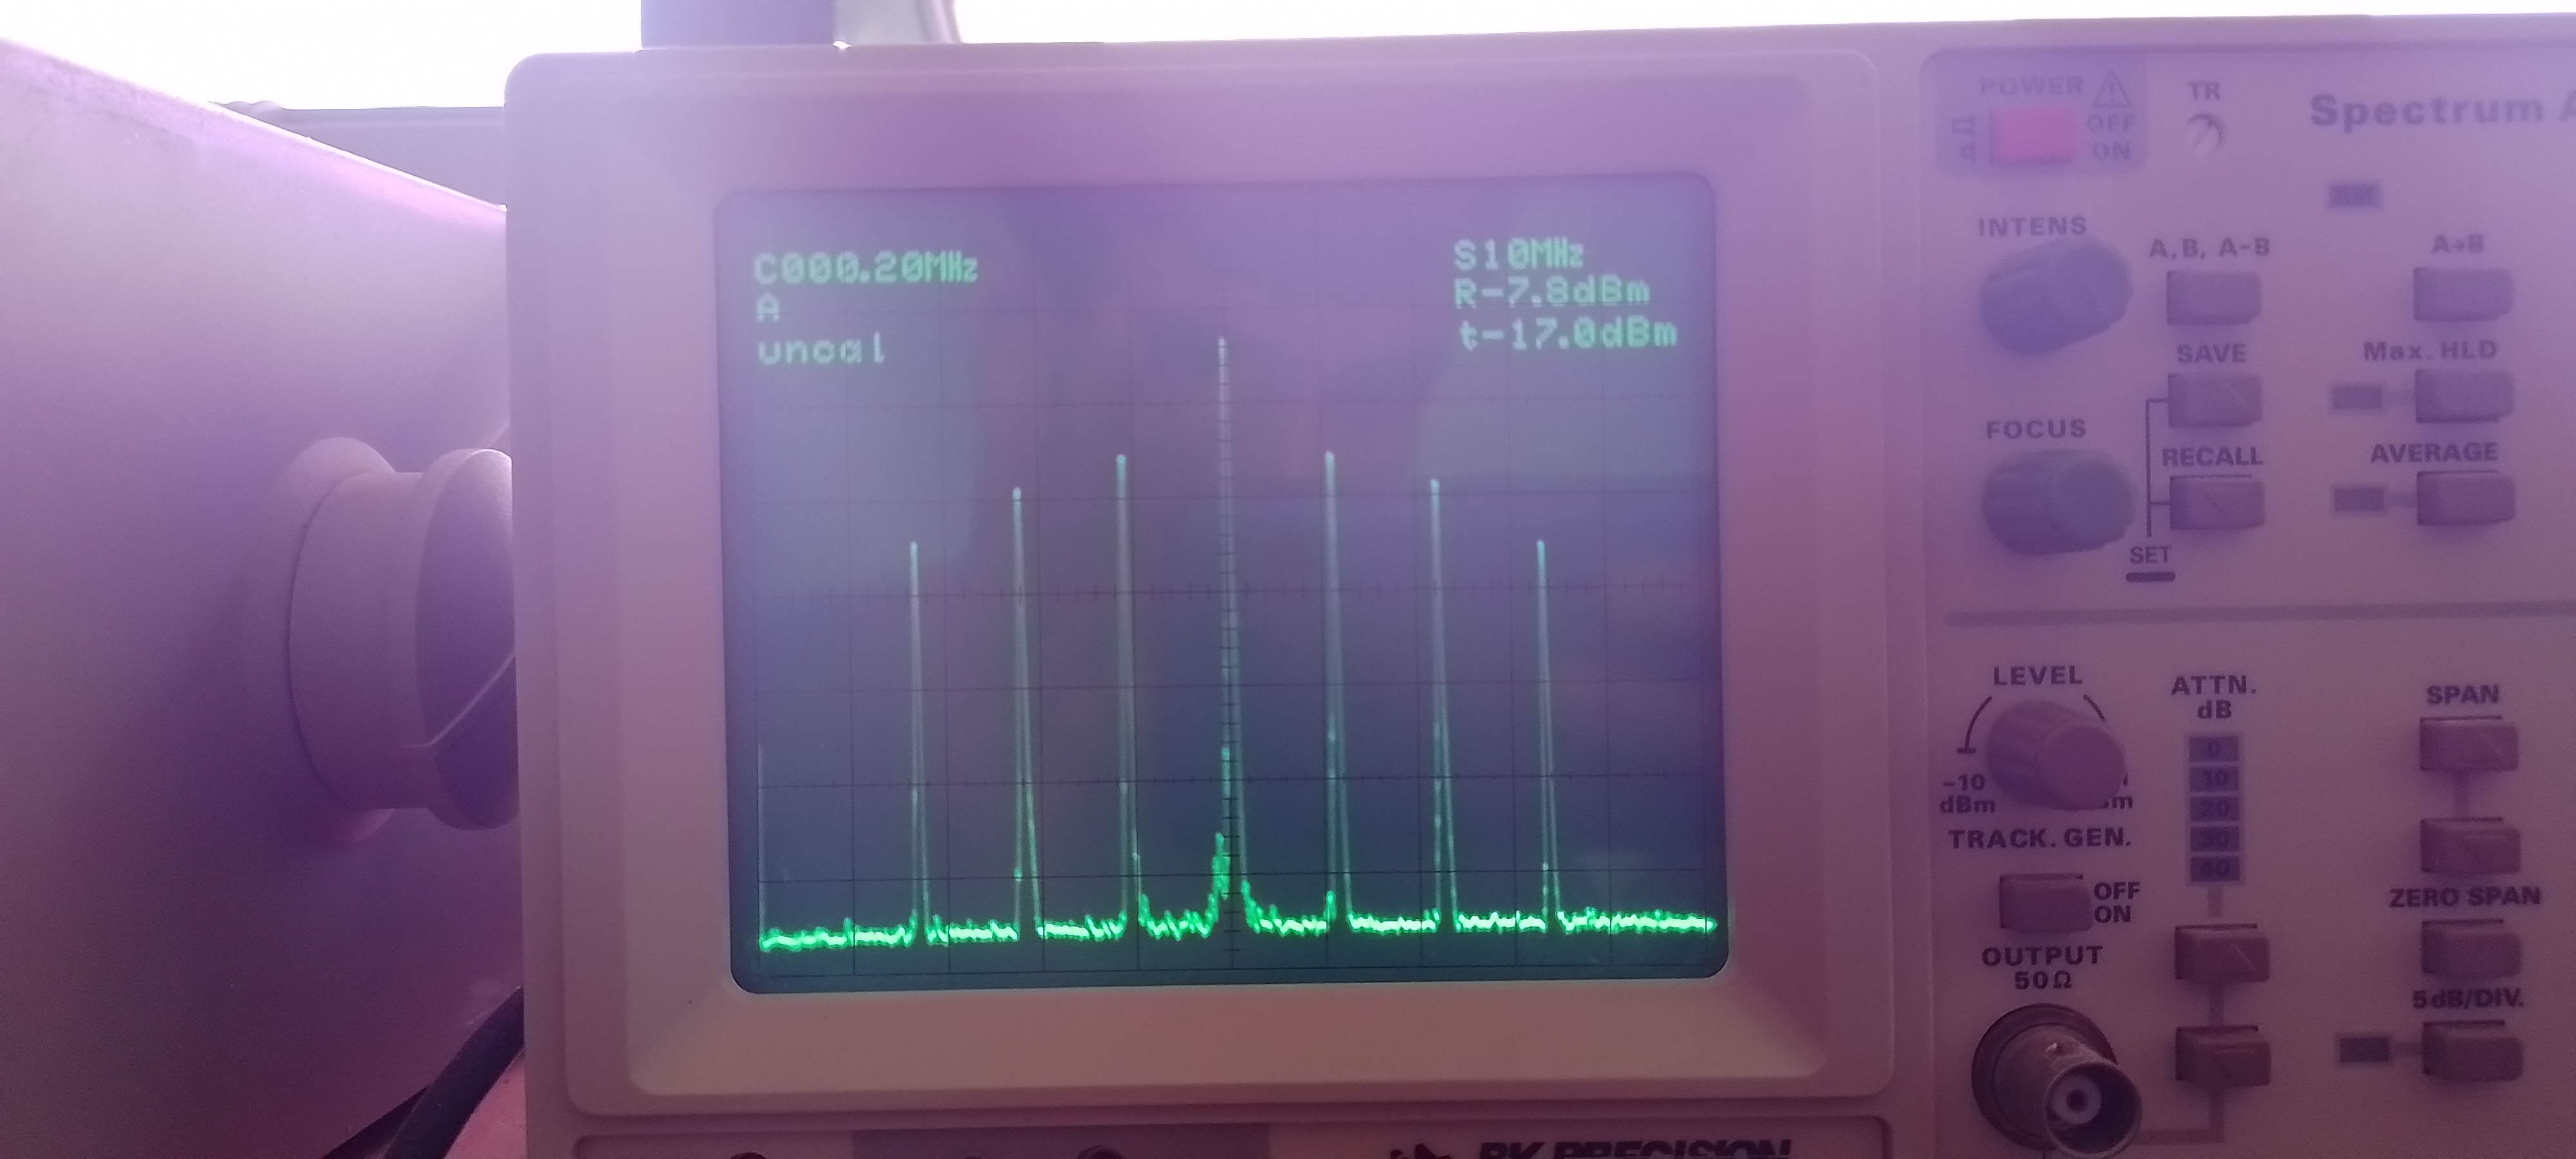 C000.20MHz
A
uncal
S10MHz
R-7.8dBm
t-17.0dBm
POWER
OFF
ON
TR
Spectrum
INTENS
A,B, A-B
A→B
SAVE
Max. HLD
FOCUS
RECALL
AVERAGE
SET
LEVEL
-10
dBm
ATTN.
dB
0
10
20
30
40
SPAN
TRACK. GEN.
OFF
ON
ZERO SPAN
OUTPUT
50Ω
5dB/DIV.
BK PRECISION